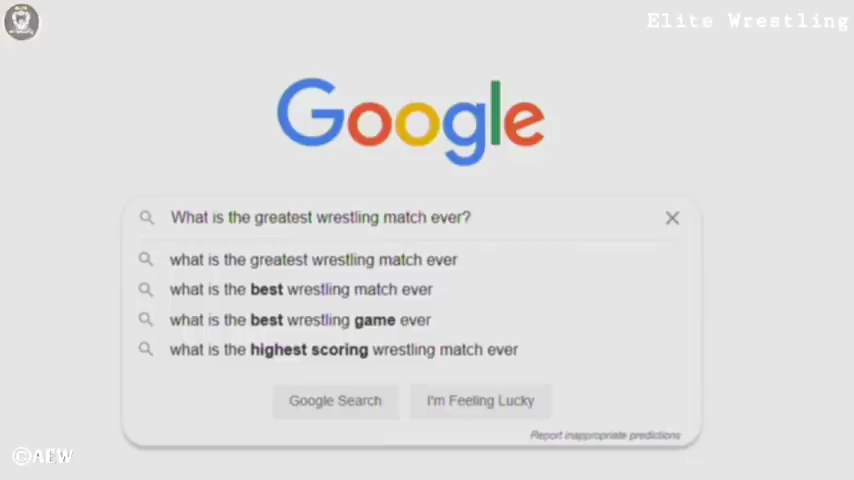 Elite Wrestling
Google
What is the greatest wrestling match ever?
what is the greatest wrestling match ever
what is the best wrestling match ever
what is the best wrestling game ever
what is the highest scoring wrestling match ever
Google Search
I'm Feeling Lucky
Report inappropriate predictions
©AEW